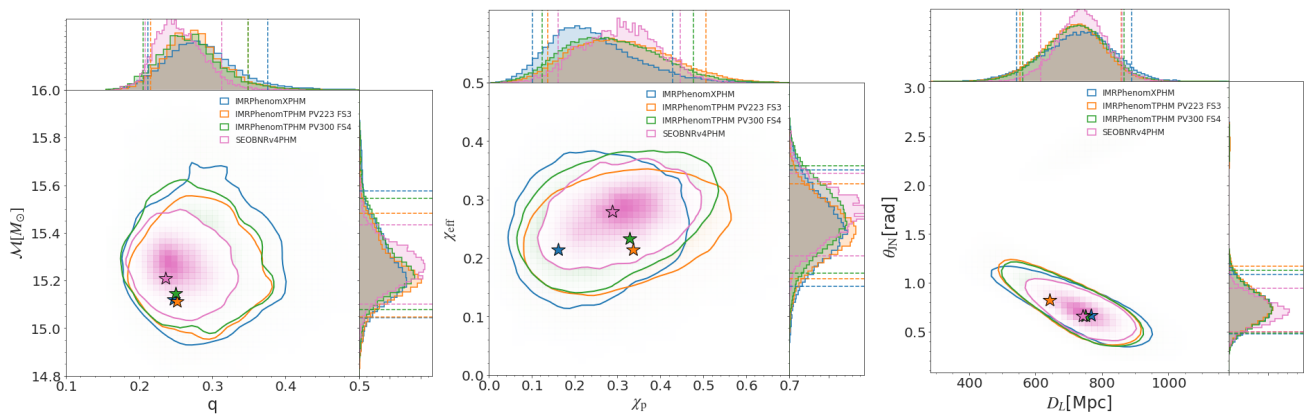 16.0
15.8
15.6
15.4
15.2
15.0
14.8
ℳ[M⊙]
IMRPhenomXPHM
IMRPhenomTPHM PV223 FS3
IMRPhenomTPHM PV300 FS4
SEOBNRv4PHM
0.1 0.2 0.3 0.4 0.5
q
0.5
0.4
0.3
0.2
0.1
0.0
χeff
IMRPhenomXPHM
IMRPhenomTPHM PV223 FS3
IMRPhenomTPHM PV300 FS4
SEOBNRv4PHM
0.0 0.1 0.2 0.3 0.4 0.5 0.6 0.7
χp
3.0
2.5
2.0
1.5
1.0
0.5
θJN[rad]
IMRPhenomXPHM
IMRPhenomTPHM PV223 FS3
IMRPhenomTPHM PV300 FS4
SEOBNRv4PHM
400 600 800 1000
DL[Mpc]